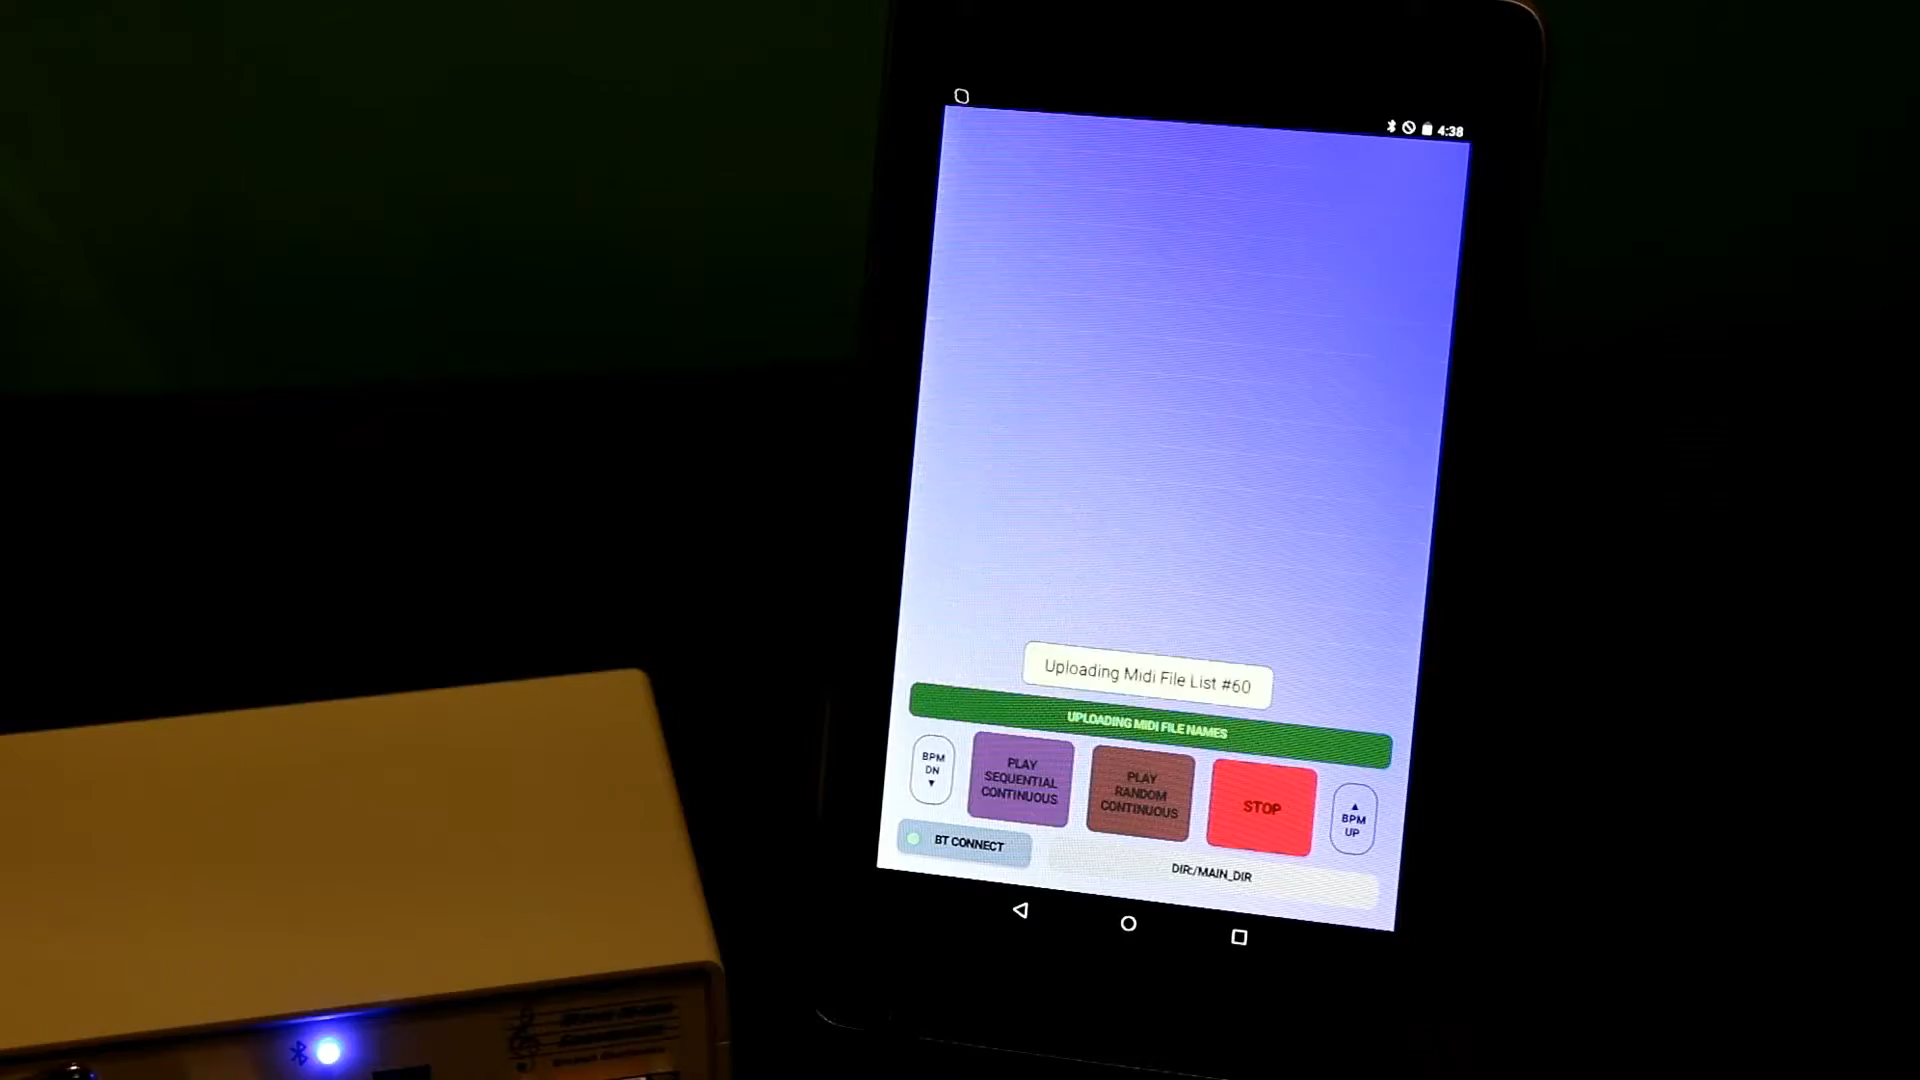 4:38
Uploading Midi File List #60
UPLOADING MIDI FILE NAMES
BPM
DN
▼
PLAY
SEQUENTIAL
CONTINUOUS
PLAY
RANDOM
CONTINUOUS
STOP
▲
BPM
UP
BT CONNECT
DIR:/MAIN_DIR